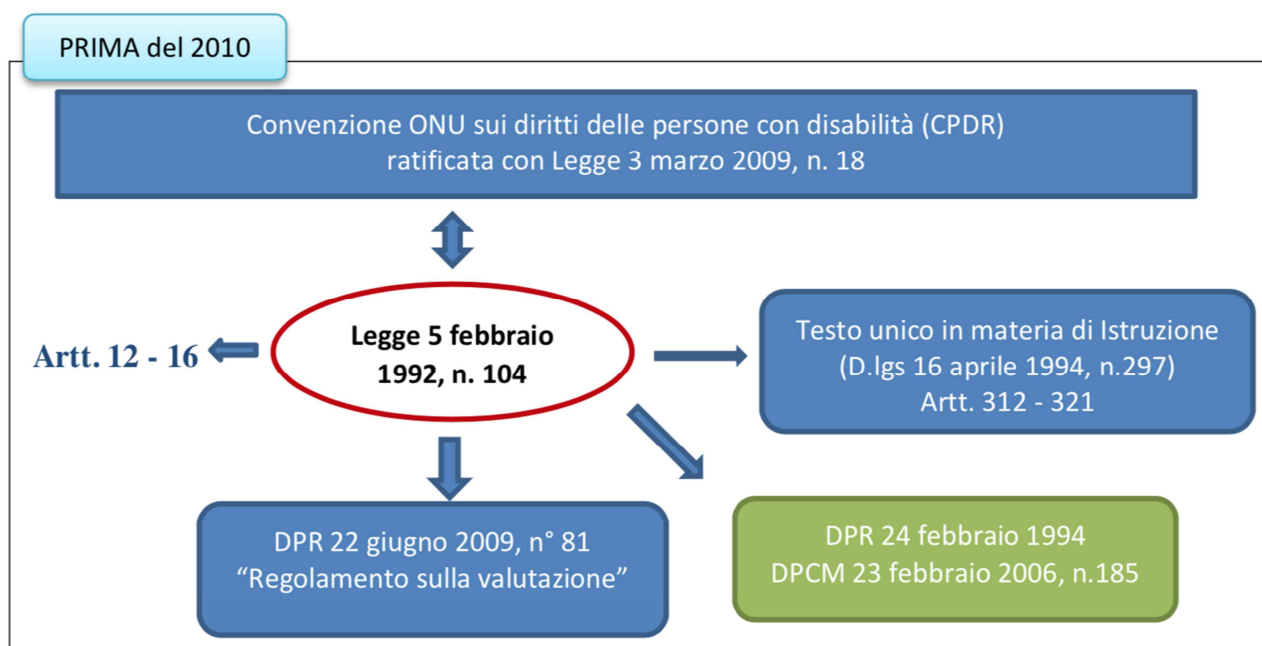 PRIMA del 2010
Convenzione ONU sui diritti delle persone con disabilità (CPDR)
ratificata con Legge 3 marzo 2009, n. 18
Artt. 12 - 16
Legge 5 febbraio
1992, n. 104
Testo unico in materia di Istruzione
(D.lgs 16 aprile 1994, n.297)
Artt. 312 - 321
DPR 22 giugno 2009, n° 81
“Regolamento sulla valutazione”
DPR 24 febbraio 1994
DPCM 23 febbraio 2006, n.185